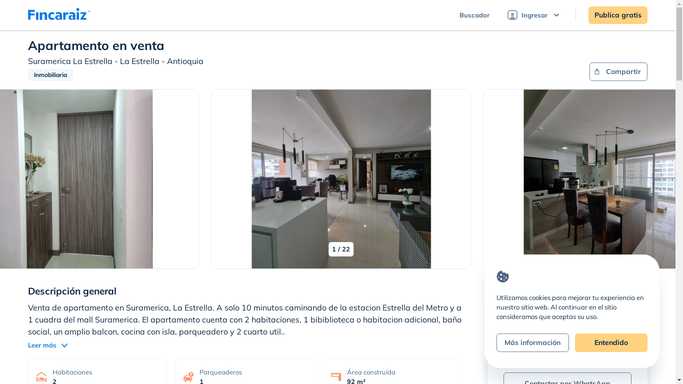 Fincaraiz
Buscador
Ingresar
Publica gratis
Apartamento en venta
Suramerica La Estrella - La Estrella - Antioquia
Inmobiliaria
Compartir
1 / 22
Descripción general
Venta de apartamento en Suramerica, La Estrella. A solo 10 minutos caminando de la estacion Estrella del Metro y a
1 cuadra del mall Suramerica. El apartamento cuenta con 2 habitaciones, 1 bibiblioteca o habitacion adicional, baño
social, un amplio balcon, cocina con isla, parqueadero y 2 cuarto util..
Leer más
Habitaciones
2
Parqueaderos
1
Área construida
92 m²
Utilizamos cookies para mejorar tu experiencia en
nuestro sitio web. Al continuar en el sitio
consideramos que aceptas su uso.
Más información
Entendido
Contactar por WhatsApp